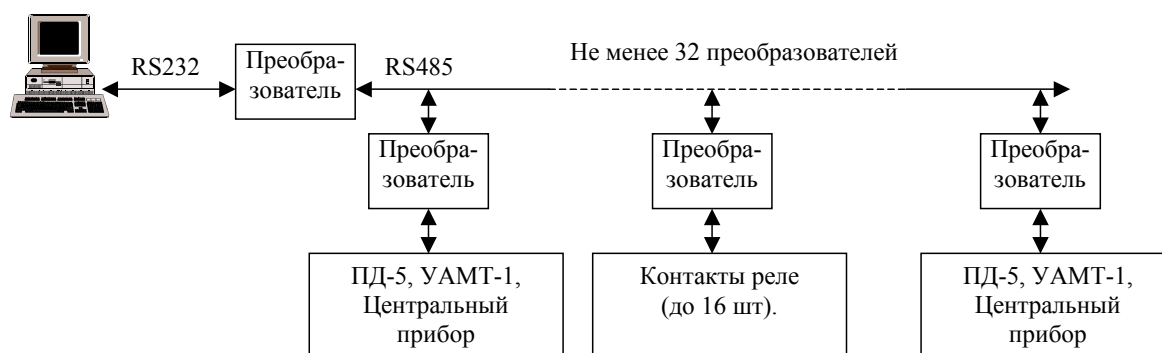 RS232
Преобра-
зователь
RS485
Не менее 32 преобразователей
Преобра-
зователь
Преобра-
зователь
Преобра-
зователь
ПД-5, УАМТ-1,
Центральный
прибор
Контакты реле
(до 16 шт).
ПД-5, УАМТ-1,
Центральный
прибор